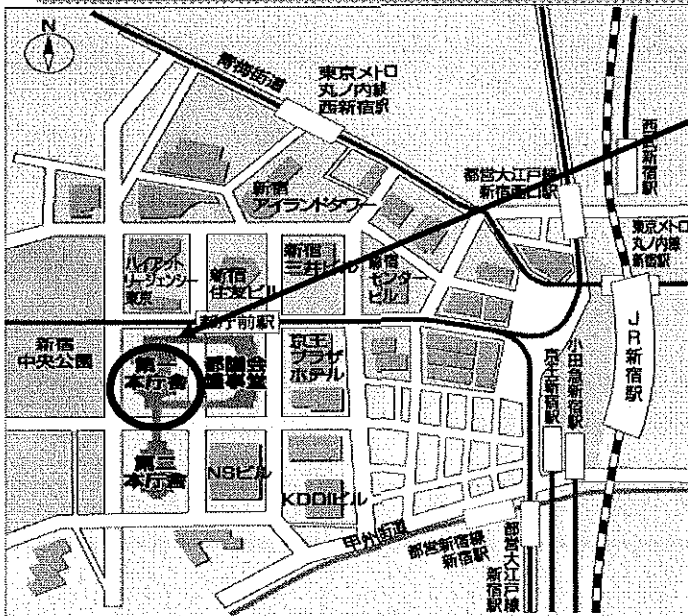 N
青梅街道
東京メトロ
丸ノ内線
西新宿駅
西武新宿駅
都営大江戸線
新宿西口駅
新宿
アイランドタワー
東京メトロ
丸ノ内線
新宿駅
ハイアット
リージェンシー
東京
新宿
住友ビル
新宿
三井ビル
新宿
センター
ビル
都庁前駅
JR新宿駅
新宿
中央公園
第一
本庁舎
都議会
議事堂
京王
プラザ
ホテル
小田急新宿駅
京王新宿駅
第二
本庁舎
NSビル
KDDIビル
甲州街道
都営新宿線
新宿駅
都営大江戸線
新宿駅